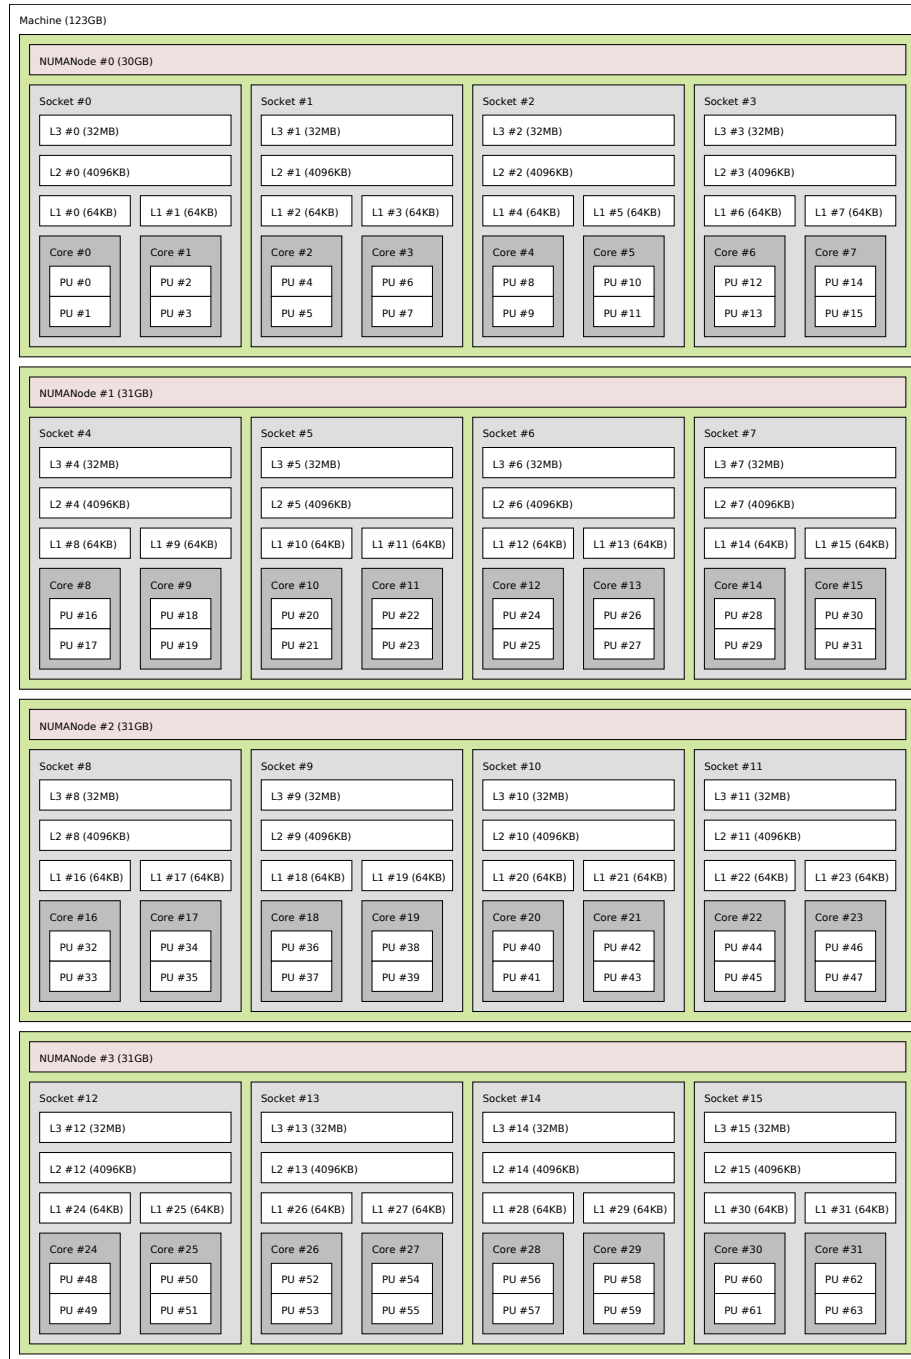 Machine (123GB)
NUMANode #0 (30GB)
Socket #0 Socket #1 Socket #2 Socket #3
L3 #0 (32MB) L3 #1 (32MB) L3 #2 (32MB) L3 #3 (32MB)
L2 #0 (4096KB) L2 #1 (4096KB) L2 #2 (4096KB) L2 #3 (4096KB)
L1 #0 (64KB) L1 #1 (64KB) L1 #2 (64KB) L1 #3 (64KB) L1 #4 (64KB) L1 #5 (64KB) L1 #6 (64KB) L1 #7 (64KB)
Core #0 Core #1 Core #2 Core #3 Core #4 Core #5 Core #6 Core #7
PU #0 PU #2 PU #4 PU #6 PU #8 PU #10 PU #12 PU #14
PU #1 PU #3 PU #5 PU #7 PU #9 PU #11 PU #13 PU #15
NUMANode #1 (31GB)
Socket #4 Socket #5 Socket #6 Socket #7
L3 #4 (32MB) L3 #5 (32MB) L3 #6 (32MB) L3 #7 (32MB)
L2 #4 (4096KB) L2 #5 (4096KB) L2 #6 (4096KB) L2 #7 (4096KB)
L1 #8 (64KB) L1 #9 (64KB) L1 #10 (64KB) L1 #11 (64KB) L1 #12 (64KB) L1 #13 (64KB) L1 #14 (64KB) L1 #15 (64KB)
Core #8 Core #9 Core #10 Core #11 Core #12 Core #13 Core #14 Core #15
PU #16 PU #18 PU #20 PU #22 PU #24 PU #26 PU #28 PU #30
PU #17 PU #19 PU #21 PU #23 PU #25 PU #27 PU #29 PU #31
NUMANode #2 (31GB)
Socket #8 Socket #9 Socket #10 Socket #11
L3 #8 (32MB) L3 #9 (32MB) L3 #10 (32MB) L3 #11 (32MB)
L2 #8 (4096KB) L2 #9 (4096KB) L2 #10 (4096KB) L2 #11 (4096KB)
L1 #16 (64KB) L1 #17 (64KB) L1 #18 (64KB) L1 #19 (64KB) L1 #20 (64KB) L1 #21 (64KB) L1 #22 (64KB) L1 #23 (64KB)
Core #16 Core #17 Core #18 Core #19 Core #20 Core #21 Core #22 Core #23
PU #32 PU #34 PU #36 PU #38 PU #40 PU #42 PU #44 PU #46
PU #33 PU #35 PU #37 PU #39 PU #41 PU #43 PU #45 PU #47
NUMANode #3 (31GB)
Socket #12 Socket #13 Socket #14 Socket #15
L3 #12 (32MB) L3 #13 (32MB) L3 #14 (32MB) L3 #15 (32MB)
L2 #12 (4096KB) L2 #13 (4096KB) L2 #14 (4096KB) L2 #15 (4096KB)
L1 #24 (64KB) L1 #25 (64KB) L1 #26 (64KB) L1 #27 (64KB) L1 #28 (64KB) L1 #29 (64KB) L1 #30 (64KB) L1 #31 (64KB)
Core #24 Core #25 Core #26 Core #27 Core #28 Core #29 Core #30 Core #31
PU #48 PU #50 PU #52 PU #54 PU #56 PU #58 PU #60 PU #62
PU #49 PU #51 PU #53 PU #55 PU #57 PU #59 PU #61 PU #63